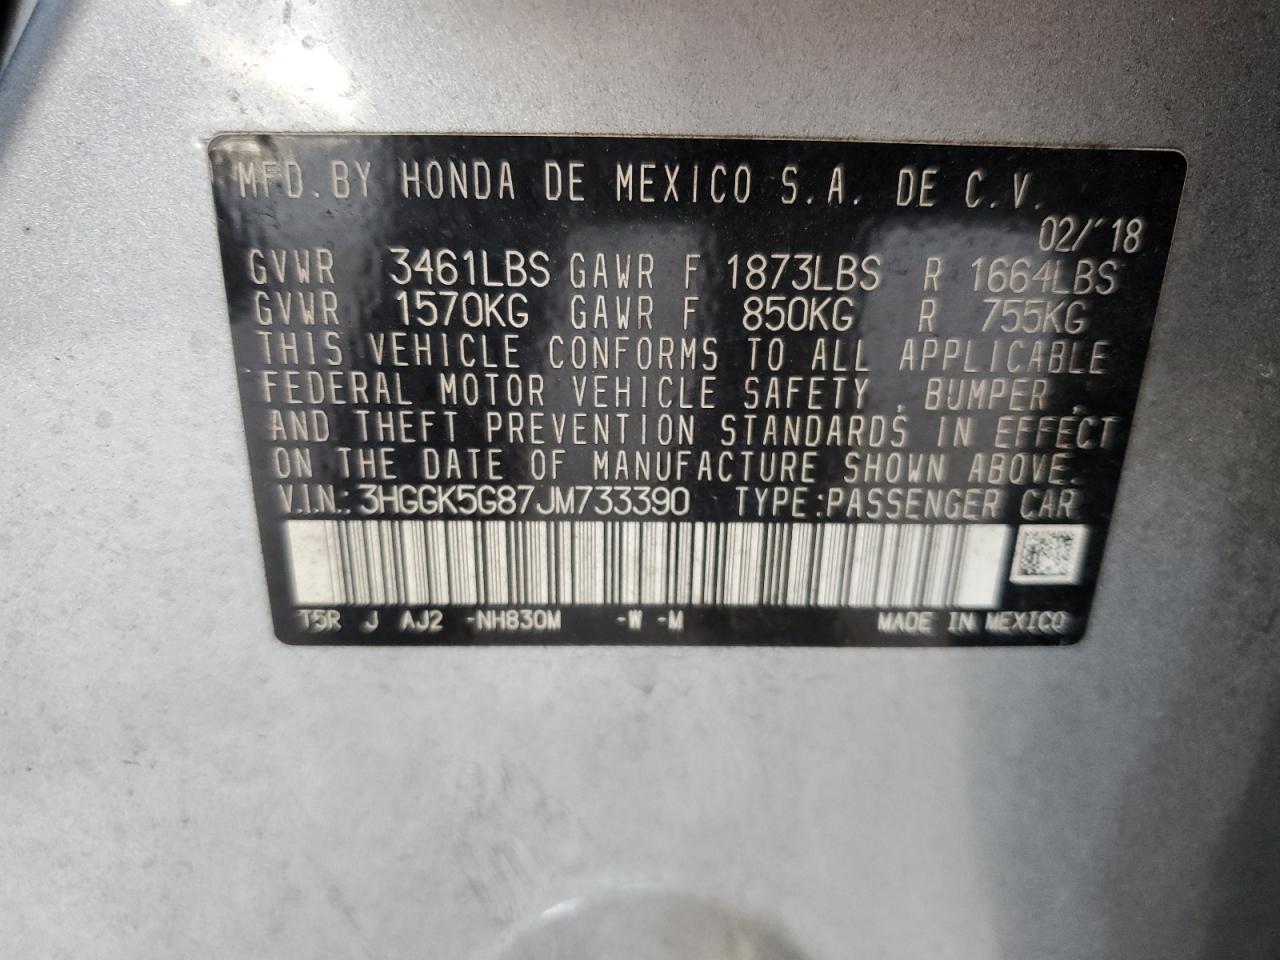 MFD. BY HONDA DE MEXICO S.A. DE C.V.
02/'18
GVWR 3461LBS GAWR F 1873LBS R 1664LBS
GVWR 1570KG GAWR F 850KG R 755KG
THIS VEHICLE CONFORMS TO ALL APPLICABLE
FEDERAL MOTOR VEHICLE SAFETY, BUMPER,
AND THEFT PREVENTION STANDARDS IN EFFECT
ON THE DATE OF MANUFACTURE SHOWN ABOVE.
V.I.N.: 3HGGK5G87JM733390 TYPE:PASSENGER CAR
T5R J AJ2 -NH830M -W -M MADE IN MEXICO